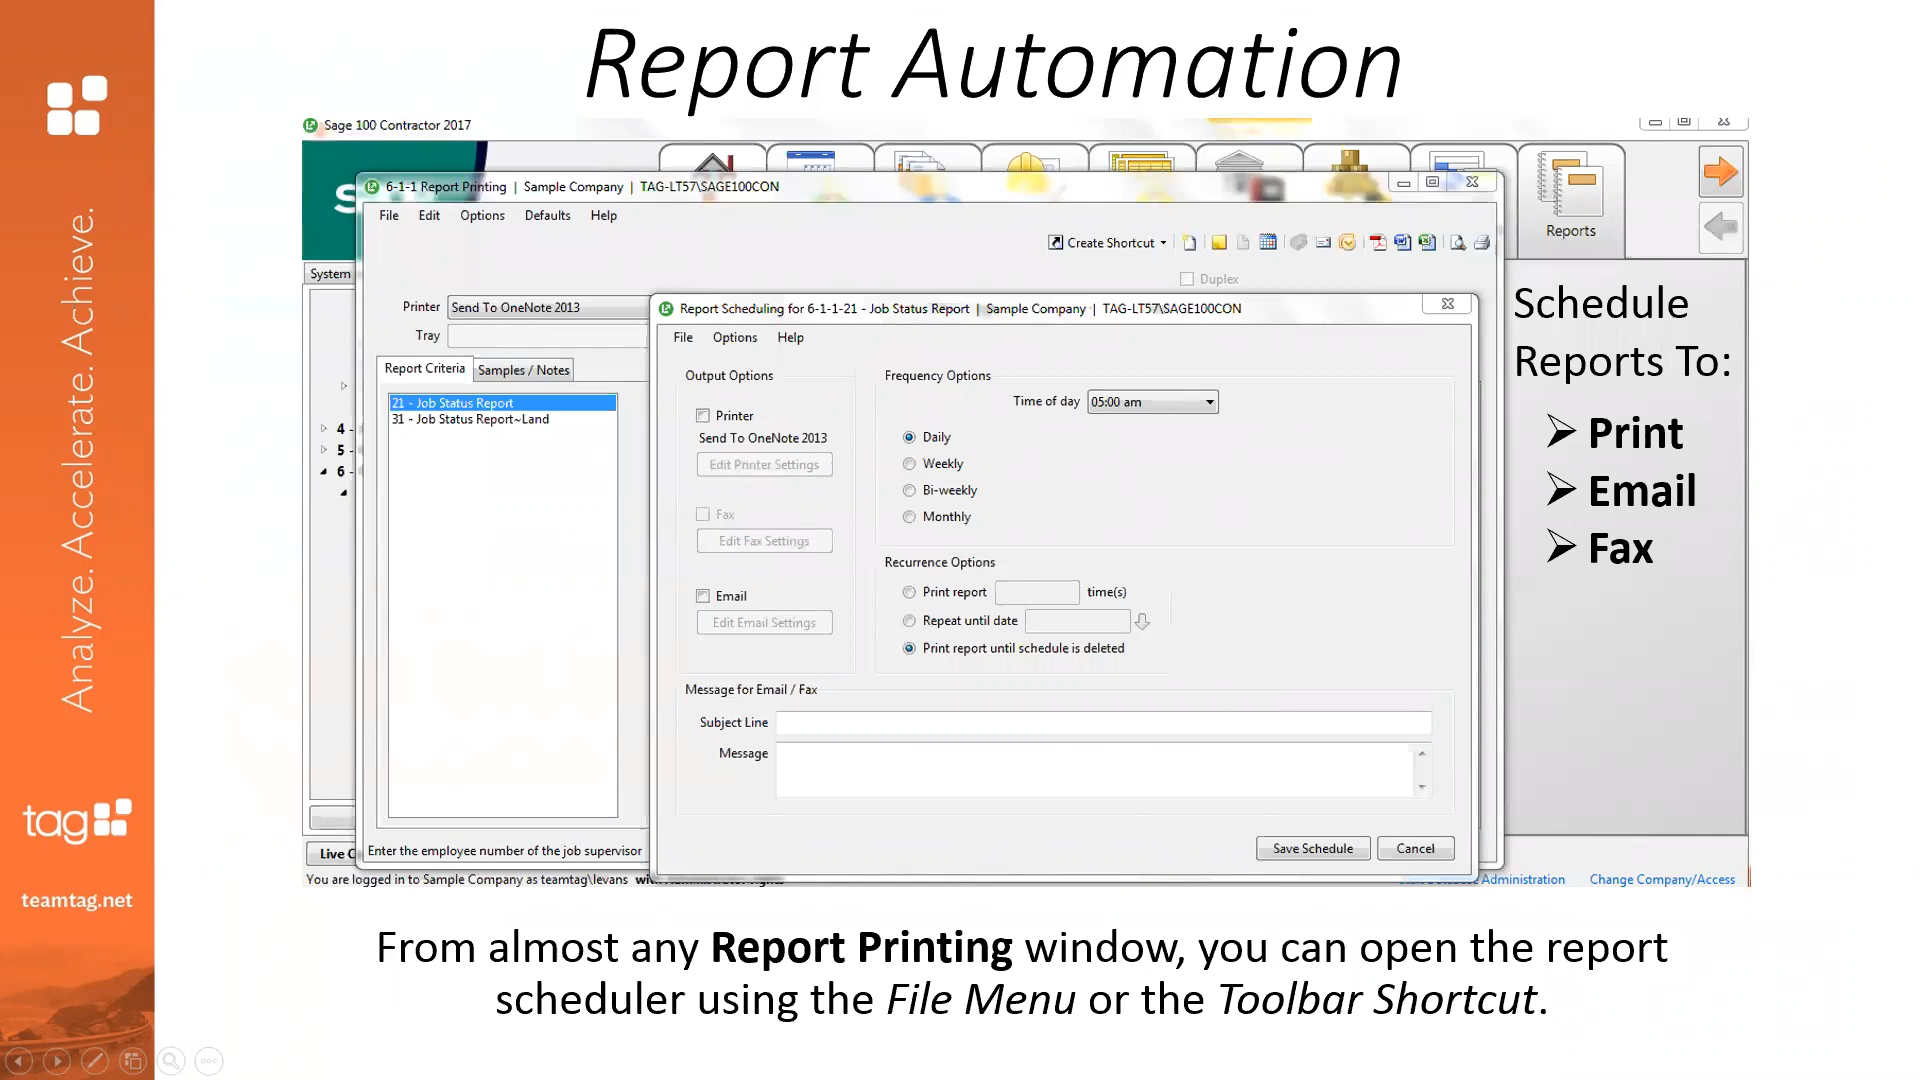 Report Automation
Analyze. Accelerate. Achieve.
tag
teamtag.net
Sage 100 Contractor 2017
6-1-1 Report Printing | Sample Company | TAG-LT57\SAGE100CON
File Edit Options Defaults Help
Create Shortcut
Reports
Duplex
System
Printer Send To OneNote 2013
Tray
Report Criteria Samples / Notes
21 - Job Status Report
31 - Job Status Report~Land
4 -
5 -
6 -
Enter the employee number of the job supervisor
Report Scheduling for 6-1-1-21 - Job Status Report | Sample Company | TAG-LT57\SAGE100CON
File Options Help
Output Options
Printer
Send To OneNote 2013
Edit Printer Settings
Fax
Edit Fax Settings
Email
Edit Email Settings
Frequency Options
Time of day 05:00 am
Daily
Weekly
Bi-weekly
Monthly
Recurrence Options
Print report time(s)
Repeat until date
Print report until schedule is deleted
Message for Email / Fax
Subject Line
Message
Save Schedule Cancel
Live
You are logged in to Sample Company as teamtag\levans with Administration Change Company/Access
Schedule
Reports To:
Print
Email
Fax
From almost any Report Printing window, you can open the report
scheduler using the File Menu or the Toolbar Shortcut.